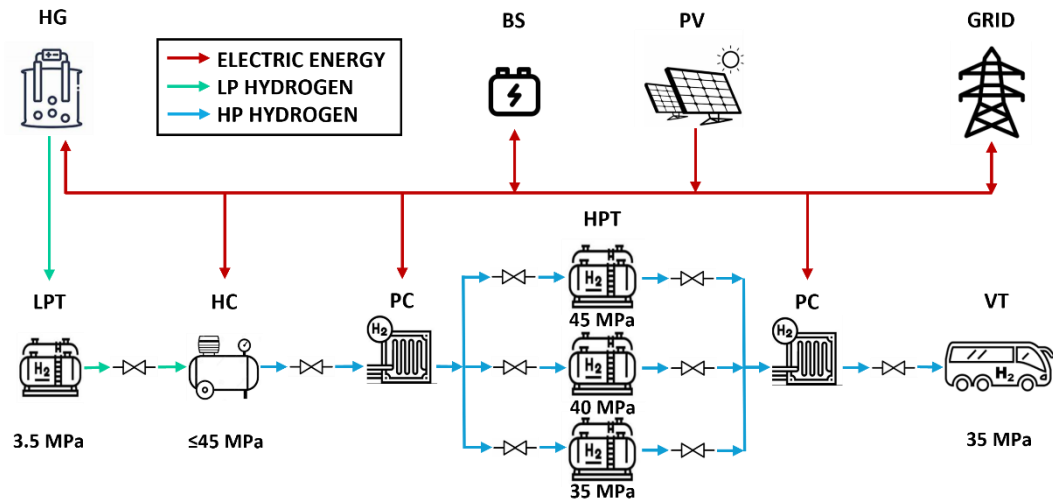 HG
BS
PV
GRID
ELECTRIC ENERGY
LP HYDROGEN
HP HYDROGEN
HPT
LPT
HC
PC
PC
VT
H2
H2
H2
H2
H2
H2
H2
45 MPa
40 MPa
35 MPa
3.5 MPa
≤45 MPa
35 MPa